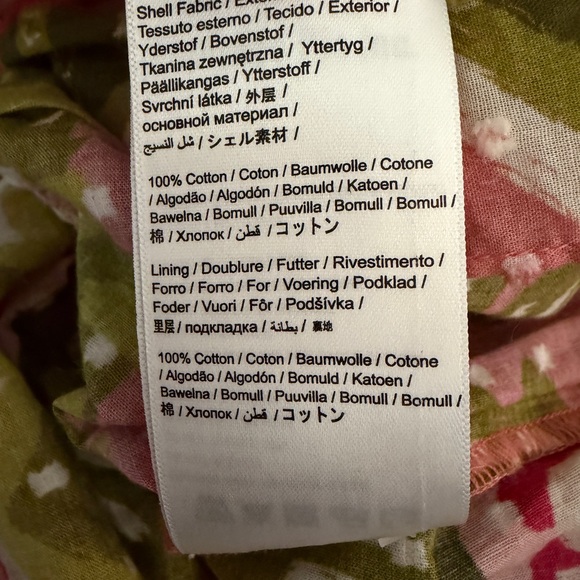 Shell Fabric /
Tessuto esterno / Tecido / Exterior /
Yderstof / Bovenstof /
Tkanina zewnętrzna / Yttertyg /
Päällikangas / Ytterstoff /
Svrchní látka / 外层 /
основной материал /
شل النسيج / シェル素材 /
100% Cotton / Coton / Baumwolle / Cotone
/ Algodão / Algodón / Bomuld / Katoen /
Bawełna / Bomull / Puuvilla / Bomull / Bomull /
棉 / Хлопок / قطن / コットン
Lining / Doublure / Futter / Rivestimento /
Forro / Forro / For / Voering / Podklad /
Foder / Vuori / Fôr / Podšívka /
里层 / подкладка / بطانة / 裏地
100% Cotton / Coton / Baumwolle / Cotone
/ Algodão / Algodón / Bomuld / Katoen /
Bawełna / Bomull / Puuvilla / Bomull / Bomull /
棉 / Хлопок / قطن / コットン